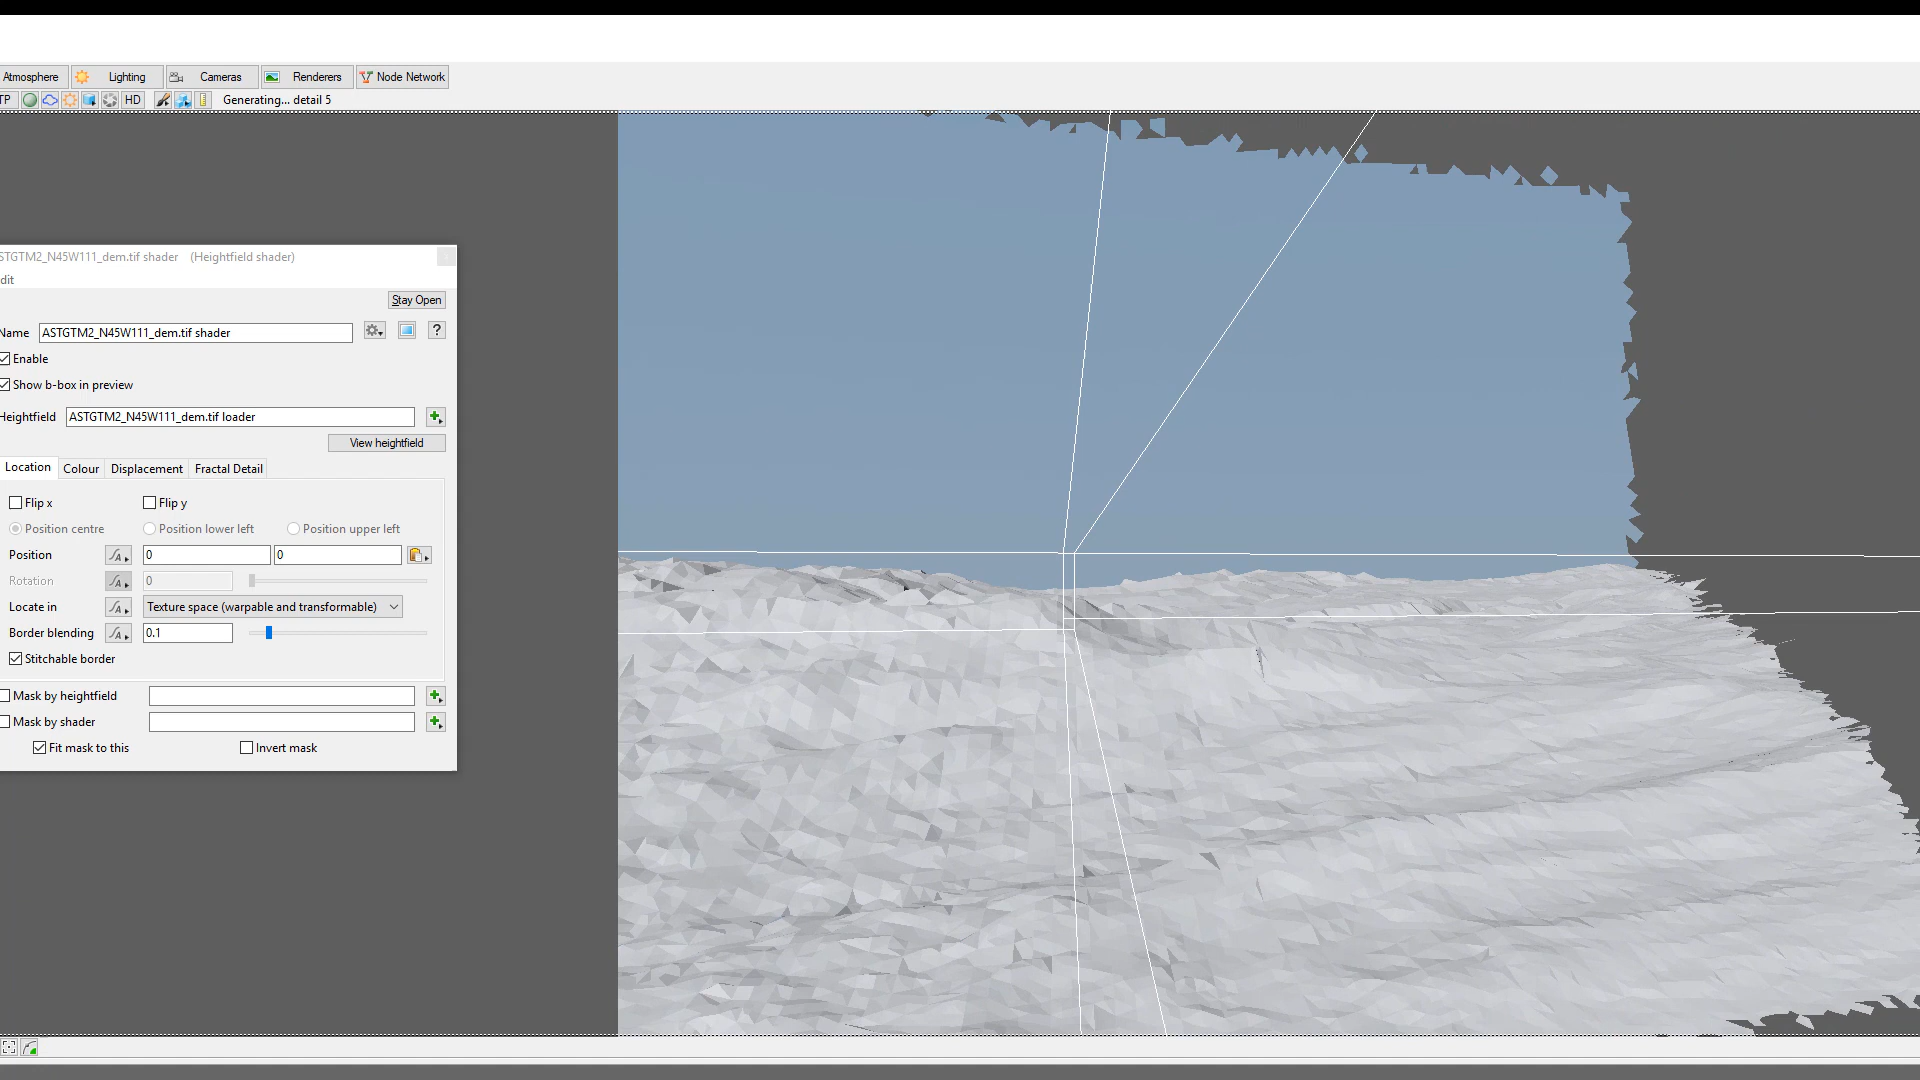 Atmosphere Lighting Cameras Renderers Node Network
TP HD Generating... detail 5
STGTM2_N45W111_dem.tif shader (Heightfield shader)
dit
Stay Open
Name ASTGTM2_N45W111_dem.tif shader ?
Enable
Show b-box in preview
Heightfield ASTGTM2_N45W111_dem.tif loader
View heightfield
Location Colour Displacement Fractal Detail
Flip x Flip y
Position centre Position lower left Position upper left
Position 0 0
Rotation 0
Locate in Texture space (warpable and transformable)
Border blending 0.1
Stitchable border
Mask by heightfield
Mask by shader
Fit mask to this Invert mask